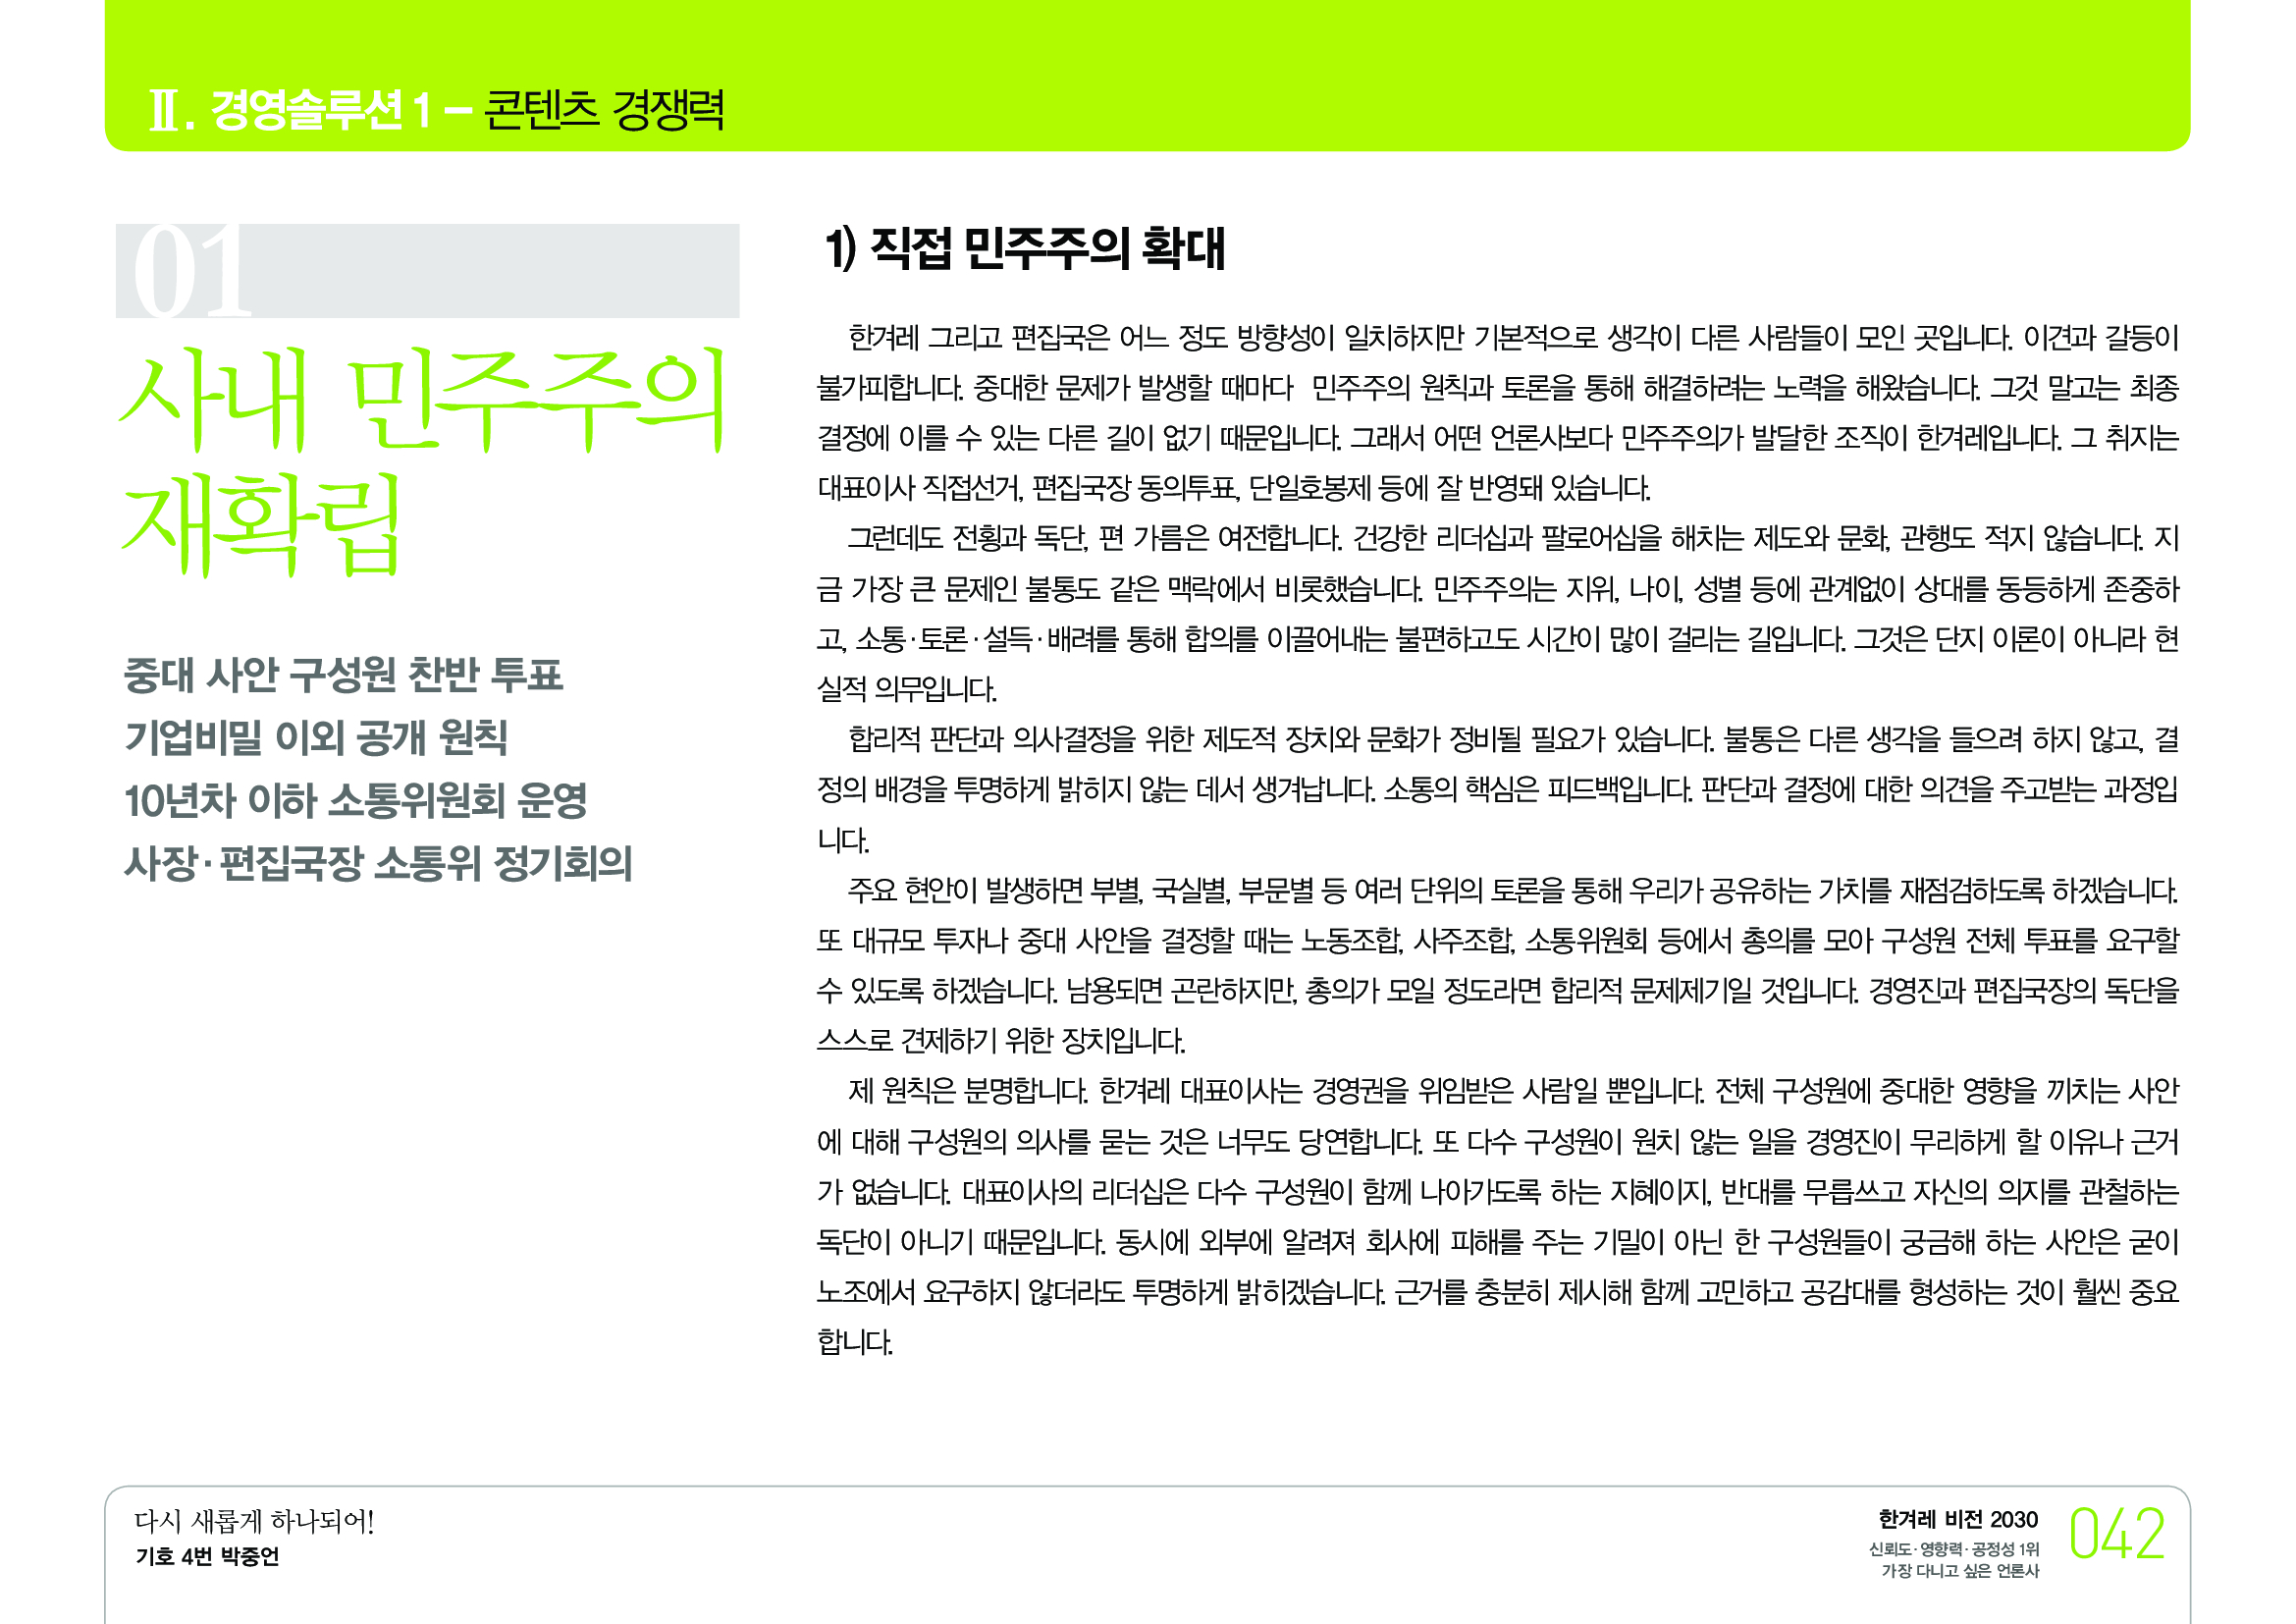 Ⅱ. 경영솔루션 1 – 콘텐츠 경쟁력
01
사내 민주주의
재확립
중대 사안 구성원 찬반 투표
기업비밀 이외 공개 원칙
10년차 이하 소통위원회 운영
사장·편집국장 소통위 정기회의
1) 직접 민주주의 확대
한겨레 그리고 편집국은 어느 정도 방향성이 일치하지만 기본적으로 생각이 다른 사람들이 모인 곳입니다. 이견과 갈등이
불가피합니다. 중대한 문제가 발생할 때마다 민주주의 원칙과 토론을 통해 해결하려는 노력을 해왔습니다. 그것 말고는 최종
결정에 이를 수 있는 다른 길이 없기 때문입니다. 그래서 어떤 언론사보다 민주주의가 발달한 조직이 한겨레입니다. 그 취지는
대표이사 직접선거, 편집국장 동의투표, 단일호봉제 등에 잘 반영돼 있습니다.
그런데도 전횡과 독단, 편 가름은 여전합니다. 건강한 리더십과 팔로어십을 해치는 제도와 문화, 관행도 적지 않습니다. 지
금 가장 큰 문제인 불통도 같은 맥락에서 비롯했습니다. 민주주의는 지위, 나이, 성별 등에 관계없이 상대를 동등하게 존중하
고, 소통·토론·설득·배려를 통해 합의를 이끌어내는 불편하고도 시간이 많이 걸리는 길입니다. 그것은 단지 이론이 아니라 현
실적 의무입니다.
합리적 판단과 의사결정을 위한 제도적 장치와 문화가 정비될 필요가 있습니다. 불통은 다른 생각을 들으려 하지 않고, 결
정의 배경을 투명하게 밝히지 않는 데서 생겨납니다. 소통의 핵심은 피드백입니다. 판단과 결정에 대한 의견을 주고받는 과정입
니다.
주요 현안이 발생하면 부별, 국실별, 부문별 등 여러 단위의 토론을 통해 우리가 공유하는 가치를 재점검하도록 하겠습니다.
또 대규모 투자나 중대 사안을 결정할 때는 노동조합, 사주조합, 소통위원회 등에서 총의를 모아 구성원 전체 투표를 요구할
수 있도록 하겠습니다. 남용되면 곤란하지만, 총의가 모일 정도라면 합리적 문제제기일 것입니다. 경영진과 편집국장의 독단을
스스로 견제하기 위한 장치입니다.
제 원칙은 분명합니다. 한겨레 대표이사는 경영권을 위임받은 사람일 뿐입니다. 전체 구성원에 중대한 영향을 끼치는 사안
에 대해 구성원의 의사를 묻는 것은 너무도 당연합니다. 또 다수 구성원이 원치 않는 일을 경영진이 무리하게 할 이유나 근거
가 없습니다. 대표이사의 리더십은 다수 구성원이 함께 나아가도록 하는 지혜이지, 반대를 무릅쓰고 자신의 의지를 관철하는
독단이 아니기 때문입니다. 동시에 외부에 알려져 회사에 피해를 주는 기밀이 아닌 한 구성원들이 궁금해 하는 사안은 굳이
노조에서 요구하지 않더라도 투명하게 밝히겠습니다. 근거를 충분히 제시해 함께 고민하고 공감대를 형성하는 것이 훨씬 중요
합니다.
다시 새롭게 하나되어!
기호 4번 박중언
한겨레 비전 2030
신뢰도·영향력·공정성 1위
가장 다니고 싶은 언론사
042